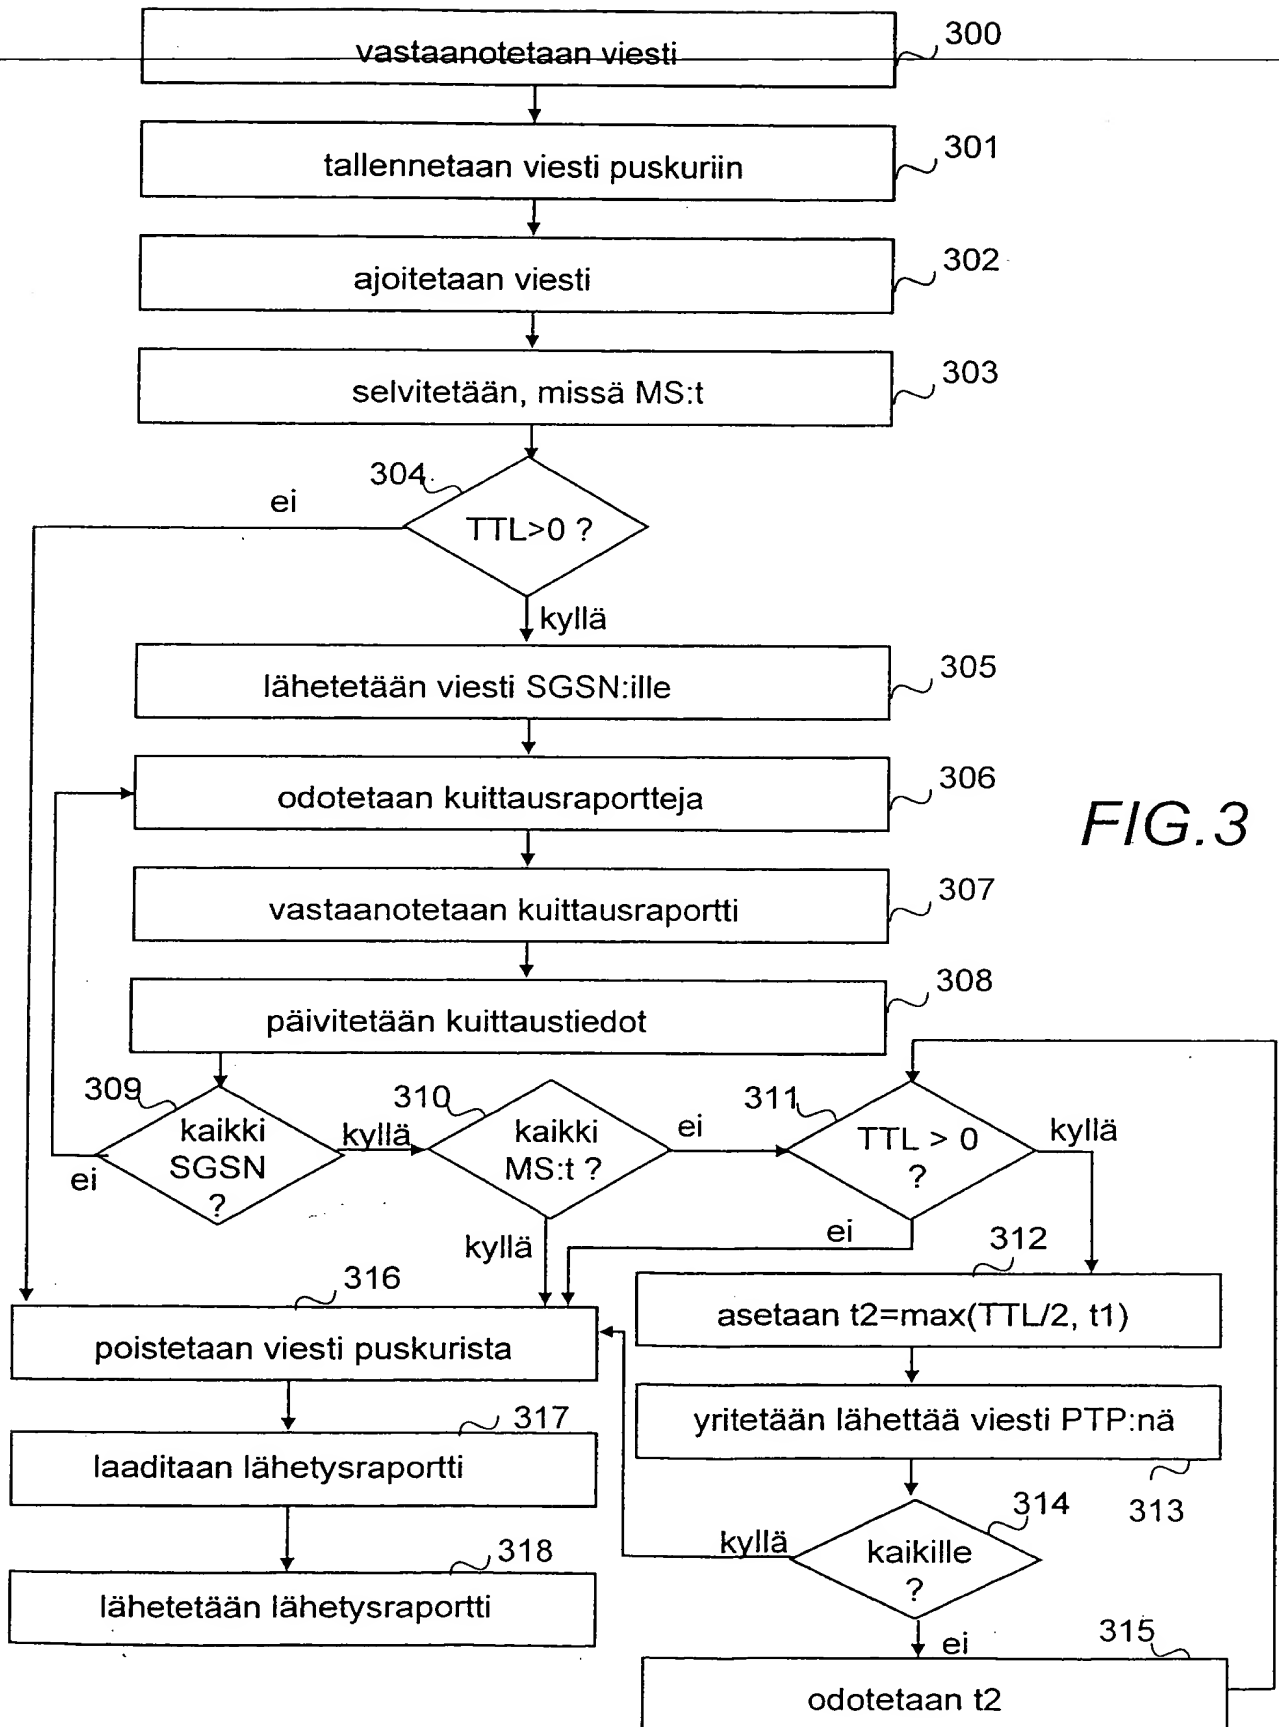 300
vastaanotetaan viesti
301
tallennetaan viesti puskuriin
302
ajoitetaan viesti
303
selvitetään, missä MS:t
304
ei
TTL>0 ?
kyllä
305
lähetetään viesti SGSN:ille
306
odotetaan kuittausraportteja
FIG.3
307
vastaanotetaan kuittausraportti
308
päivitetään kuittaustiedot
309
kaikki
SGSN
?
ei
kyllä
310
kaikki
MS:t ?
ei
kyllä
311
TTL > 0
?
kyllä
ei
312
asetaan t2=max(TTL/2, t1)
316
poistetaan viesti puskurista
yritetään lähettää viesti PTP:nä
313
317
laaditaan lähetysraportti
314
kaikille
?
kyllä
ei
318
lähetetään lähetysraportti
315
odotetaan t2